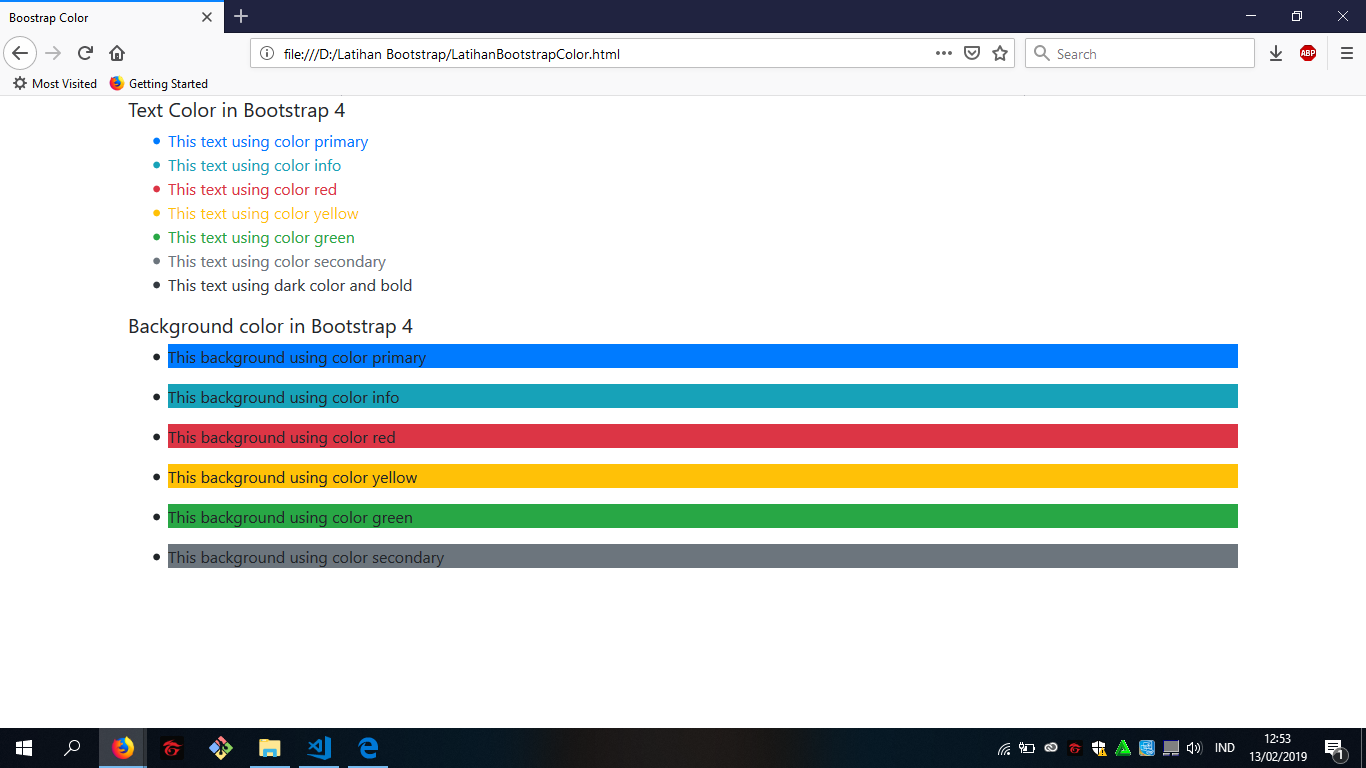 Boostrap Color
file:///D:/Latihan Bootstrap/LatihanBootstrapColor.html
Search
ABP
Most Visited
Getting Started
Text Color in Bootstrap 4
This text using color primary
This text using color info
This text using color red
This text using color yellow
This text using color green
This text using color secondary
This text using dark color and bold
Background color in Bootstrap 4
This background using color primary
This background using color info
This background using color red
This background using color yellow
This background using color green
This background using color secondary
IND
12:53
13/02/2019
1